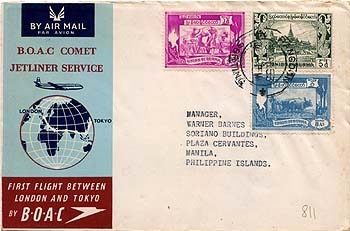 BY AIR MAIL
PAR AVION
B.O.A.C COMET
JETLINER SERVICE
LONDON
TOKYO
FIRST FLIGHT BETWEEN
LONDON AND TOKYO
BY B·O·A·C
MANAGER,
WARNER BARNES
SORIANO BUILDINGS,
PLAZA CERVANTES,
MANILA,
PHILIPPINE ISLANDS.
811